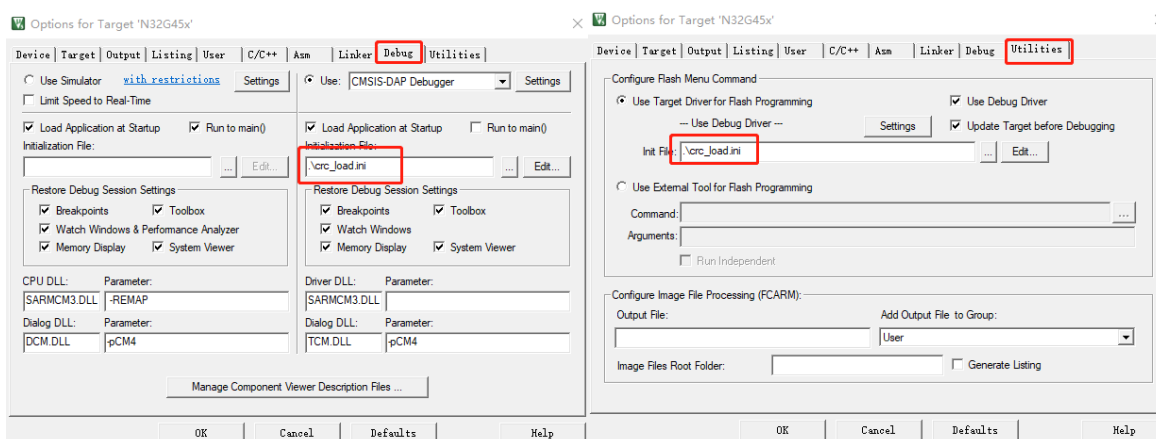 Options for Target 'N32G45x'
Device Target Output Listing User C/C++ Asm Linker Debug Utilities
Use Simulator with restrictions Settings
Limit Speed to Real-Time
Load Application at Startup Run to main()
Initialization File:
... Edit...
Restore Debug Session Settings
Breakpoints Toolbox
Watch Windows & Performance Analyzer
Memory Display System Viewer
CPU DLL: Parameter:
SARMCM3.DLL -REMAP
Dialog DLL: Parameter:
DCM.DLL -pCM4
Use: CMSIS-DAP Debugger Settings
Load Application at Startup Run to main()
Initialization File:
.\crc_load.ini ... Edit...
Restore Debug Session Settings
Breakpoints Toolbox
Watch Windows
Memory Display System Viewer
Driver DLL: Parameter:
SARMCM3.DLL
Dialog DLL: Parameter:
TCM.DLL -pCM4
Manage Component Viewer Description Files ...
OK Cancel Defaults Help
Options for Target 'N32G45x'
Device Target Output Listing User C/C++ Asm Linker Debug Utilities
Configure Flash Menu Command
Use Target Driver for Flash Programming Use Debug Driver
--- Use Debug Driver --- Settings Update Target before Debugging
Init File: .\crc_load.ini ... Edit...
Use External Tool for Flash Programming
Command: ...
Arguments:
Run Independent
Configure Image File Processing (FCARM):
Output File: Add Output File to Group:
User
Image Files Root Folder: Generate Listing
OK Cancel Defaults Help